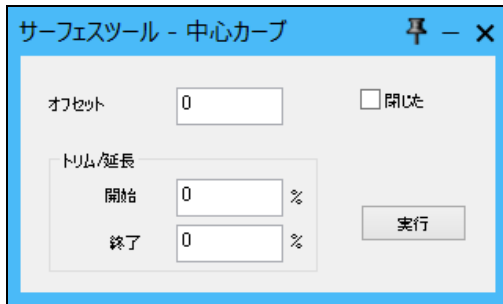 サーフェスツール - 中心カーブ
オフセット 0 閉じた
トリム/延長
開始 0 %
終了 0 %
実行